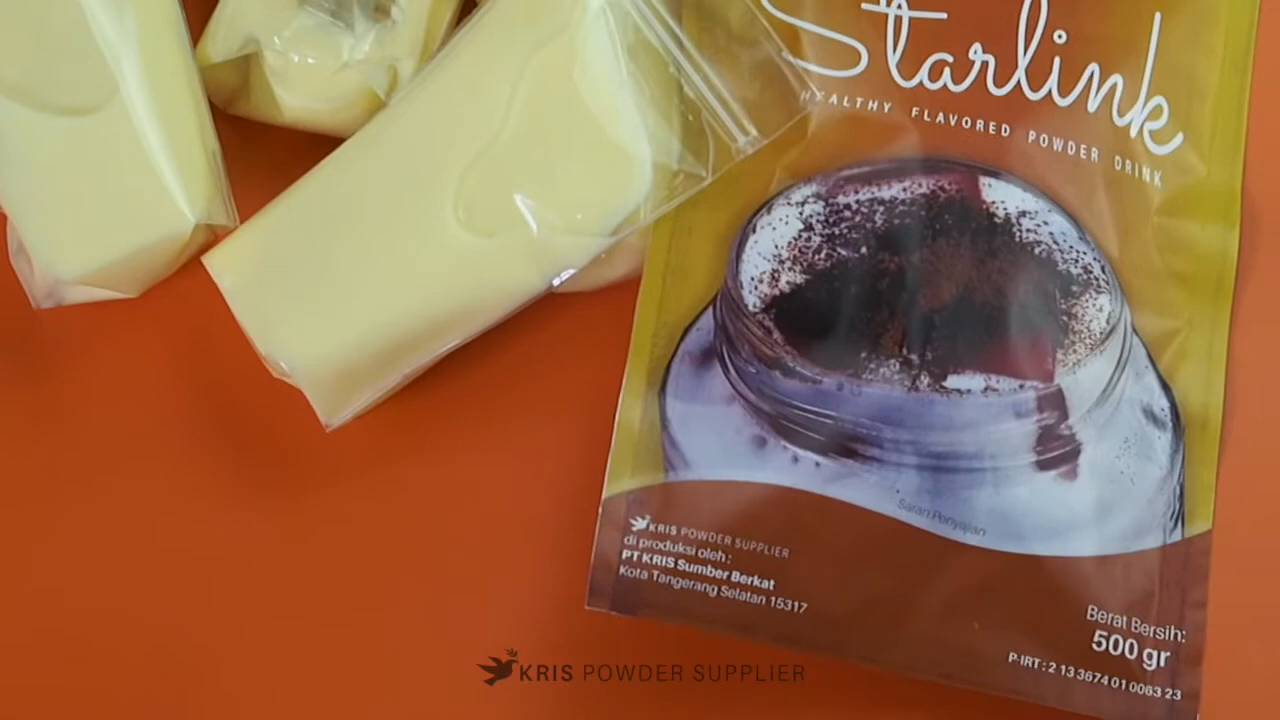 Starlink
HEALTHY FLAVORED POWDER DRINK
Saran Penyajian
KRIS POWDER SUPPLIER
di produksi oleh :
PT KRIS Sumber Berkat
Kota Tangerang Selatan 15317
Berat Bersih:
500 gr
P-IRT : 2 13 3674 01 0063 23
KRIS POWDER SUPPLIER